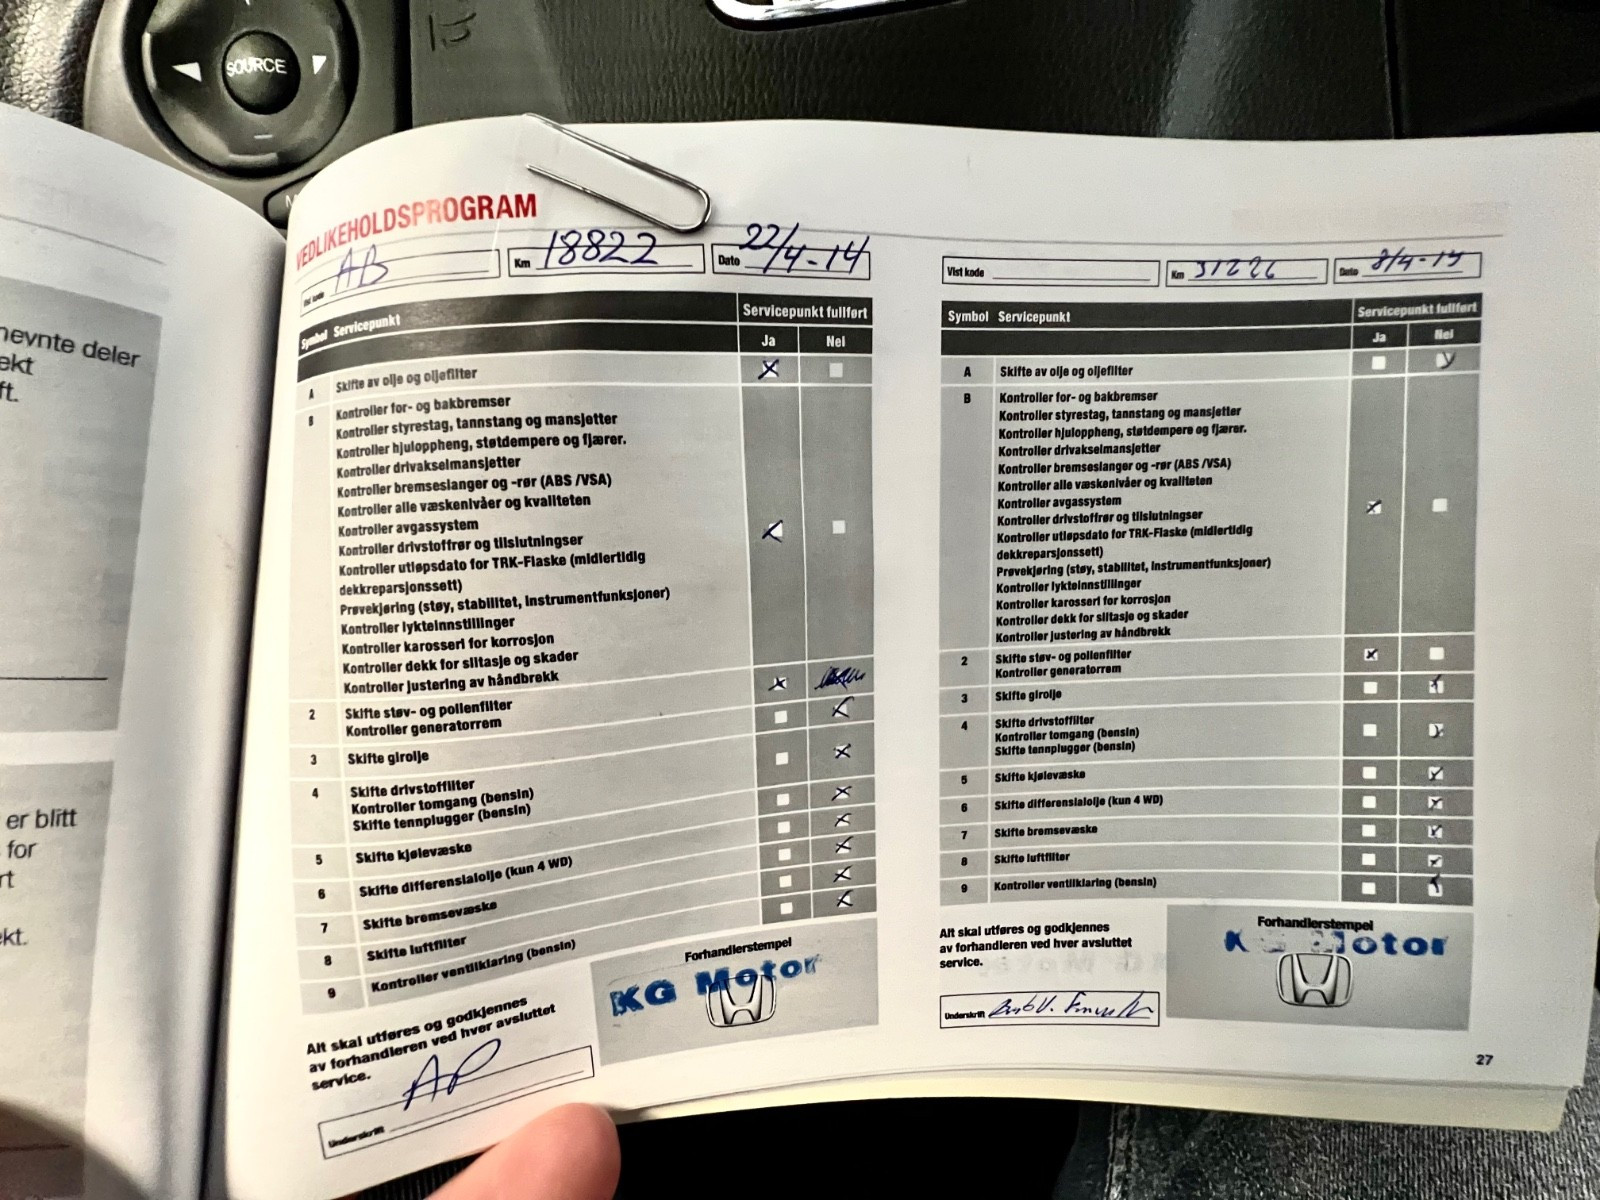 SOURCE
nevnte deler
ekt
ft.
er blitt
for
rt
ekt.
VEDLIKEHOLDSPROGRAM
Vist kode AB Km 18822 Dato 22/4-14
Symbol Servicepunkt Servicepunkt fullført
Ja Nei
A Skifte av olje og oljefilter
B Kontroller for- og bakbremser
Kontroller styrestag, tannstang og mansjetter
Kontroller hjuloppheng, støtdempere og fjærer.
Kontroller drivakselmansjetter
Kontroller bremseslanger og -rør (ABS /VSA)
Kontroller alle væskenivåer og kvaliteten
Kontroller avgassystem
Kontroller drivstoffrør og tilslutningser
Kontroller utløpsdato for TRK-Flaske (midlertidig
dekkreparsjonssett)
Prøvekjøring (støy, stabilitet, instrumentfunksjoner)
Kontroller lykteinnstillinger
Kontroller karosseri for korrosjon
Kontroller dekk for slitasje og skader
Kontroller justering av håndbrekk
2 Skifte støv- og pollenfilter
Kontroller generatorrem
3 Skifte girolje
4 Skifte drivstoffilter
Kontroller tomgang (bensin)
Skifte tennplugger (bensin)
5 Skifte kjølevæske
6 Skifte differensialolje (kun 4 WD)
7 Skifte bremsevæske
8 Skifte luftfilter
9 Kontroller ventilklaring (bensin)
Alt skal utføres og godkjennes
av forhandleren ved hver avsluttet
service.
Forhandlerstempel
KG Motor
AP
Underskrift
Vist kode Km 31226 Dato 8/4-15
Symbol Servicepunkt Servicepunkt fullført
Ja Nei
A Skifte av olje og oljefilter
B Kontroller for- og bakbremser
Kontroller styrestag, tannstang og mansjetter
Kontroller hjuloppheng, støtdempere og fjærer.
Kontroller drivakselmansjetter
Kontroller bremseslanger og -rør (ABS /VSA)
Kontroller alle væskenivåer og kvaliteten
Kontroller avgassystem
Kontroller drivstoffrør og tilslutningser
Kontroller utløpsdato for TRK-Flaske (midlertidig
dekkreparsjonssett)
Prøvekjøring (støy, stabilitet, instrumentfunksjoner)
Kontroller lykteinnstillinger
Kontroller karosseri for korrosjon
Kontroller dekk for slitasje og skader
Kontroller justering av håndbrekk
2 Skifte støv- og pollenfilter
Kontroller generatorrem
3 Skifte girolje
4 Skifte drivstoffilter
Kontroller tomgang (bensin)
Skifte tennplugger (bensin)
5 Skifte kjølevæske
6 Skifte differensialolje (kun 4 WD)
7 Skifte bremsevæske
8 Skifte luftfilter
9 Kontroller ventilklaring (bensin)
Alt skal utføres og godkjennes
av forhandleren ved hver avsluttet
service.
Forhandlerstempel
Motor
Underskrift
27